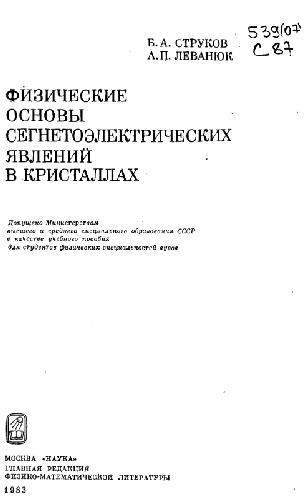 539(07)
С 87
Б. А. СТРУКОВ
А. П. ЛЕВАНЮК
ФИЗИЧЕСКИЕ
ОСНОВЫ
СЕГНЕТОЭЛЕКТРИЧЕСКИХ
ЯВЛЕНИЙ
В КРИСТАЛЛАХ
Допущено Министерством
высшего и среднего специального образования СССР
в качестве учебного пособия
для студентов физических специальностей вузов
МОСКВА «НАУКА»
ГЛАВНАЯ РЕДАКЦИЯ
ФИЗИКО-МАТЕМАТИЧЕСКОЙ ЛИТЕРАТУРЫ
1983